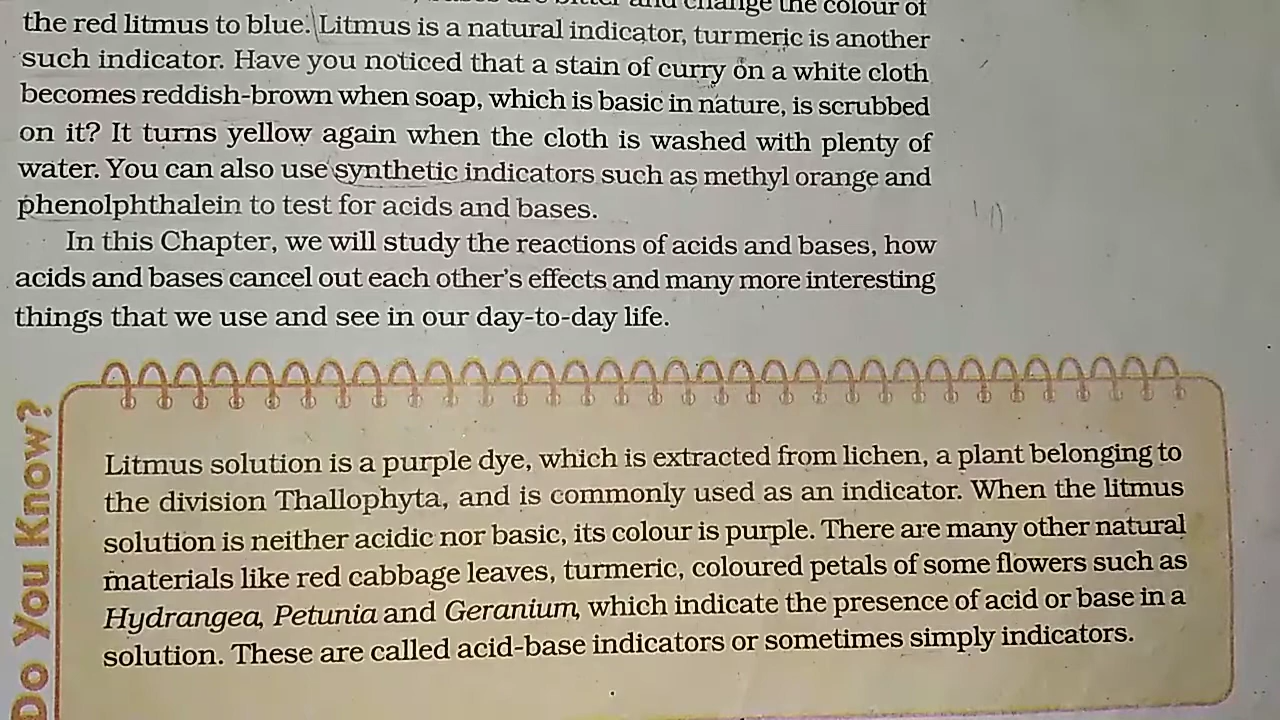 change the colour of
the red litmus to blue. Litmus is a natural indicator, turmeric is another
such indicator. Have you noticed that a stain of curry on a white cloth
becomes reddish-brown when soap, which is basic in nature, is scrubbed
on it? It turns yellow again when the cloth is washed with plenty of
water. You can also use synthetic indicators such as methyl orange and
phenolphthalein to test for acids and bases.
In this Chapter, we will study the reactions of acids and bases, how
acids and bases cancel out each other's effects and many more interesting
things that we use and see in our day-to-day life.
Do You Know?
Litmus solution is a purple dye, which is extracted from lichen, a plant belonging to
the division Thallophyta, and is commonly used as an indicator. When the litmus
solution is neither acidic nor basic, its colour is purple. There are many other natural
materials like red cabbage leaves, turmeric, coloured petals of some flowers such as
Hydrangea, Petunia and Geranium, which indicate the presence of acid or base in a
solution. These are called acid-base indicators or sometimes simply indicators.